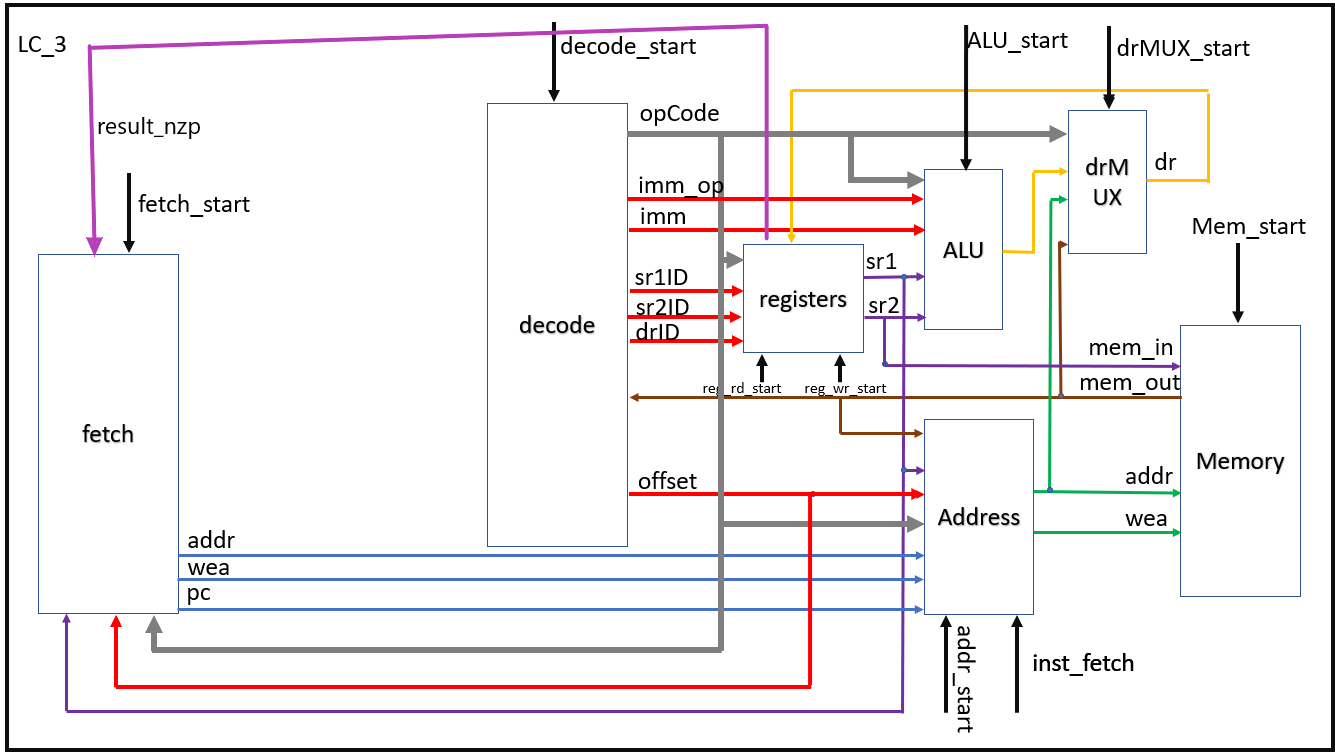 LC_3
decode_start
ALU_start
drMUX_start
result_nzp
opCode
fetch_start
imm_op
imm
drM
UX
dr
Mem_start
ALU
sr1
sr1ID
registers
sr2
sr2ID
drID
decode
mem_in
mem_out
reg_rd_start
reg_wr_start
fetch
Memory
offset
addr
Address
wea
addr
wea
pc
addr_start
inst_fetch